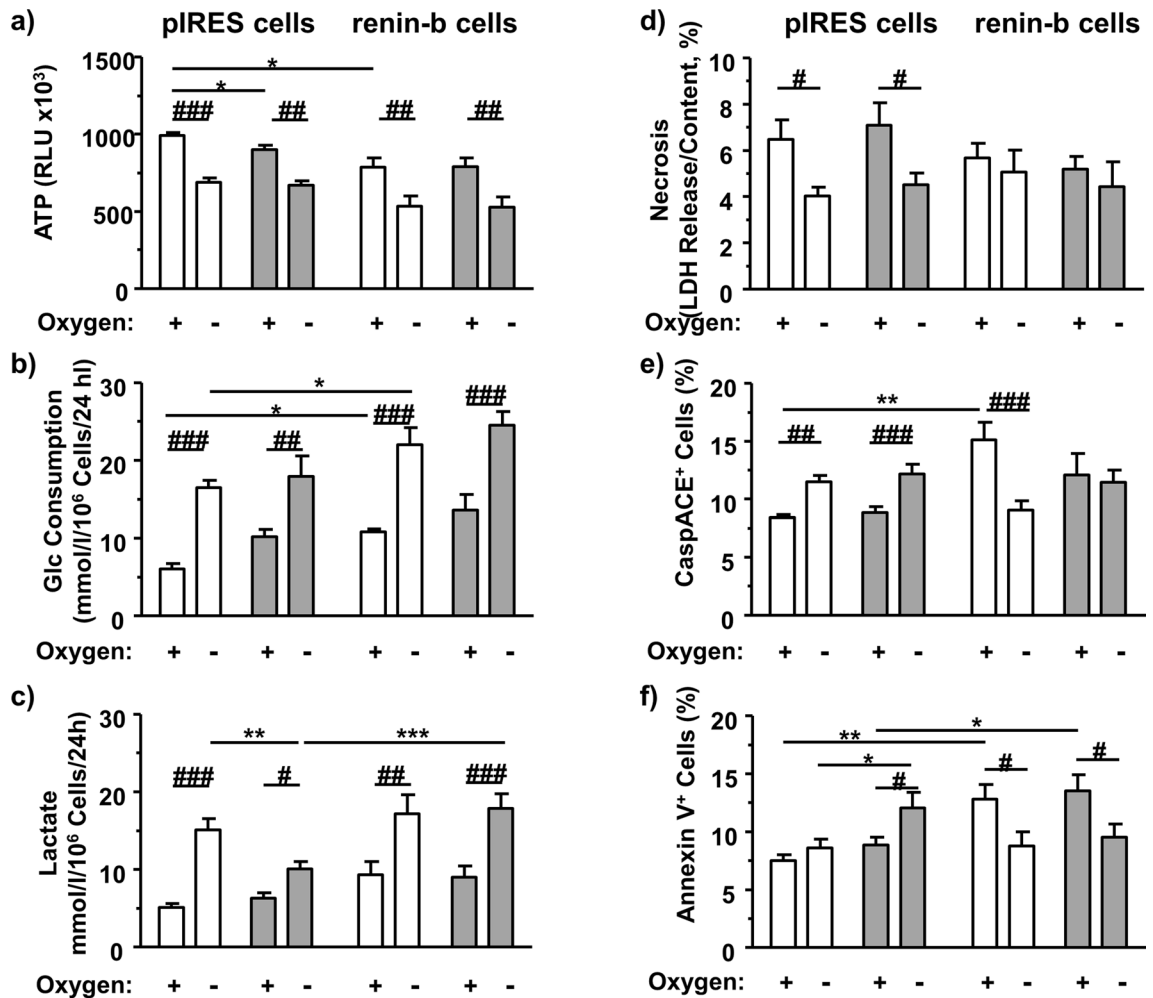 a) pIRES cells renin-b cells
ATP (RLU x10³)
1500
1000
500
0
* *
### ## ## ##
Oxygen: + - + - + - + -
b)
Glc Consumption
(mmol/l/10⁶ Cells/24 hl)
30
20
10
0
* *
### ## ### ###
Oxygen: + - + - + - + -
c)
Lactate
mmol/l/10⁶ Cells/24h)
30
20
10
0
** ***
### # ## ###
Oxygen: + - + - + - + -
d) pIRES cells renin-b cells
Necrosis
(LDH Release/Content, %)
10
8
6
4
2
0
# #
Oxygen: + - + - + - + -
e)
CaspACE⁺ Cells (%)
20
15
10
5
0
**
## ### ###
Oxygen: + - + - + - + -
f)
Annexin V⁺ Cells (%)
20
15
10
5
0
** * *
# # #
Oxygen: + - + - + - + -